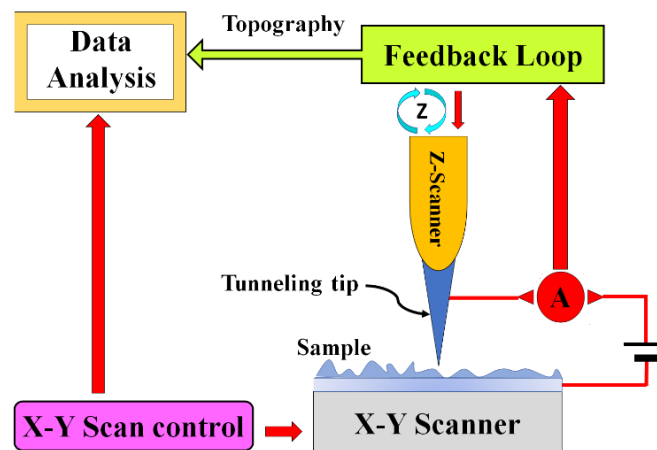 Data
Analysis
Topography
Feedback Loop
Z
Z-Scanner
Tunneling tip
A
Sample
X-Y Scan control
X-Y Scanner